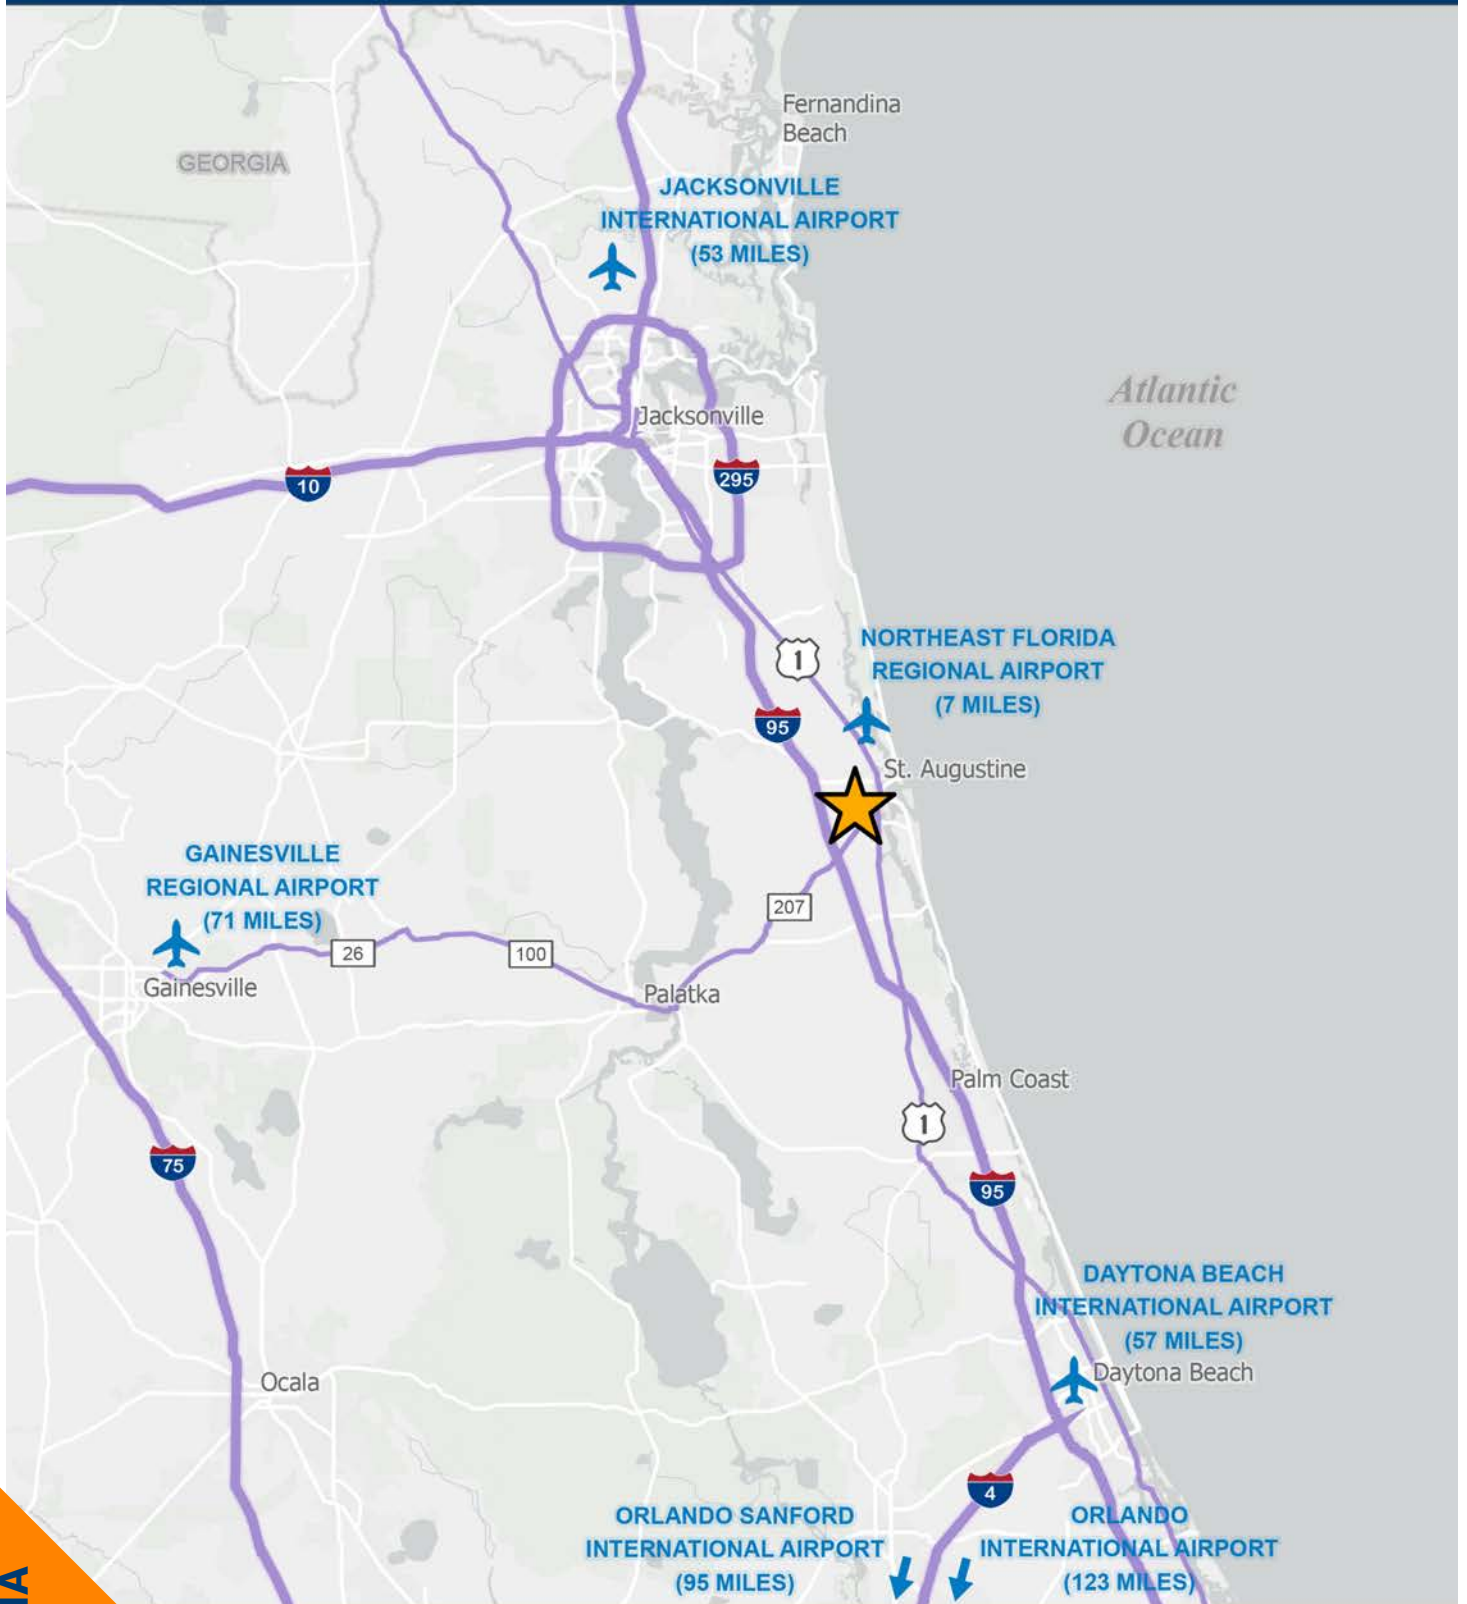 Fernandina
Beach
GEORGIA
JACKSONVILLE
INTERNATIONAL AIRPORT
(53 MILES)
Atlantic
Ocean
Jacksonville
10
295
NORTHEAST FLORIDA
REGIONAL AIRPORT
(7 MILES)
1
95
St. Augustine
GAINESVILLE
REGIONAL AIRPORT
(71 MILES)
207
26
100
Gainesville
Palatka
Palm Coast
1
75
95
DAYTONA BEACH
INTERNATIONAL AIRPORT
(57 MILES)
Daytona Beach
Ocala
4
ORLANDO SANFORD
INTERNATIONAL AIRPORT
(95 MILES)
ORLANDO
INTERNATIONAL AIRPORT
(123 MILES)